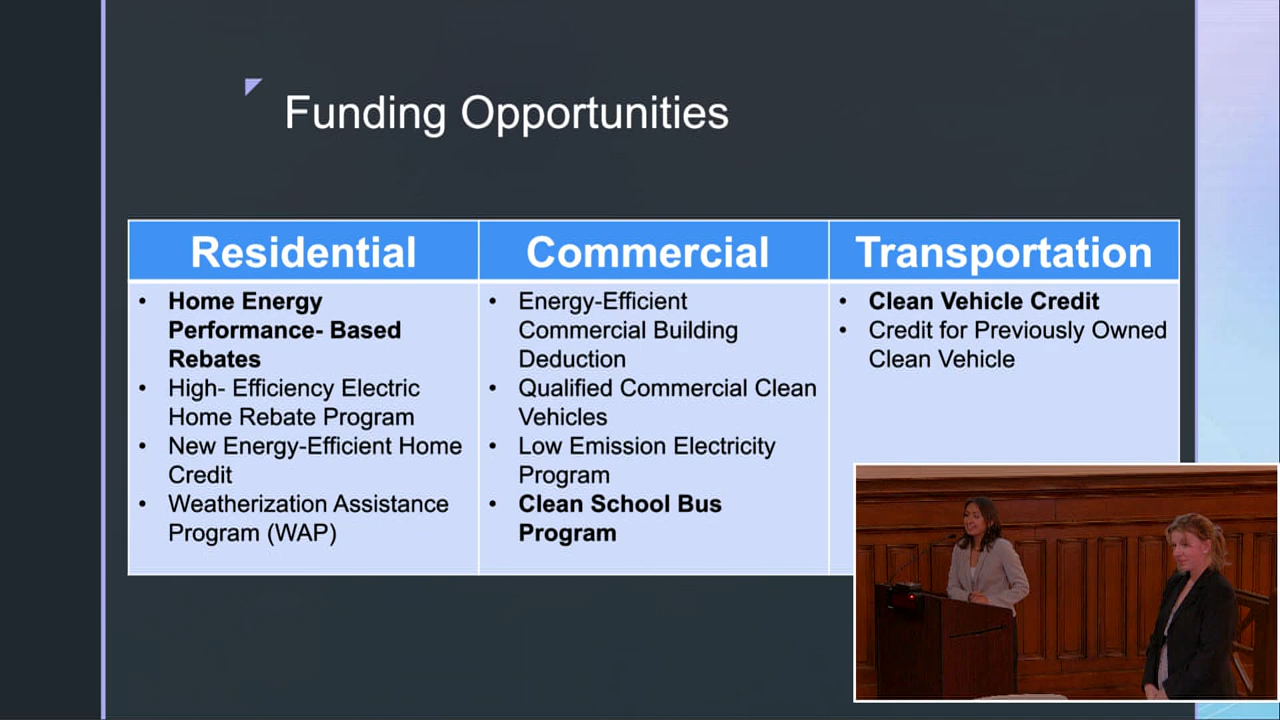 Funding Opportunities
Residential
Commercial
Transportation
• Home Energy
Performance- Based
Rebates
• High- Efficiency Electric
Home Rebate Program
• New Energy-Efficient Home
Credit
• Weatherization Assistance
Program (WAP)
• Energy-Efficient
Commercial Building
Deduction
• Qualified Commercial Clean
Vehicles
• Low Emission Electricity
Program
• Clean School Bus
Program
• Clean Vehicle Credit
• Credit for Previously Owned
Clean Vehicle